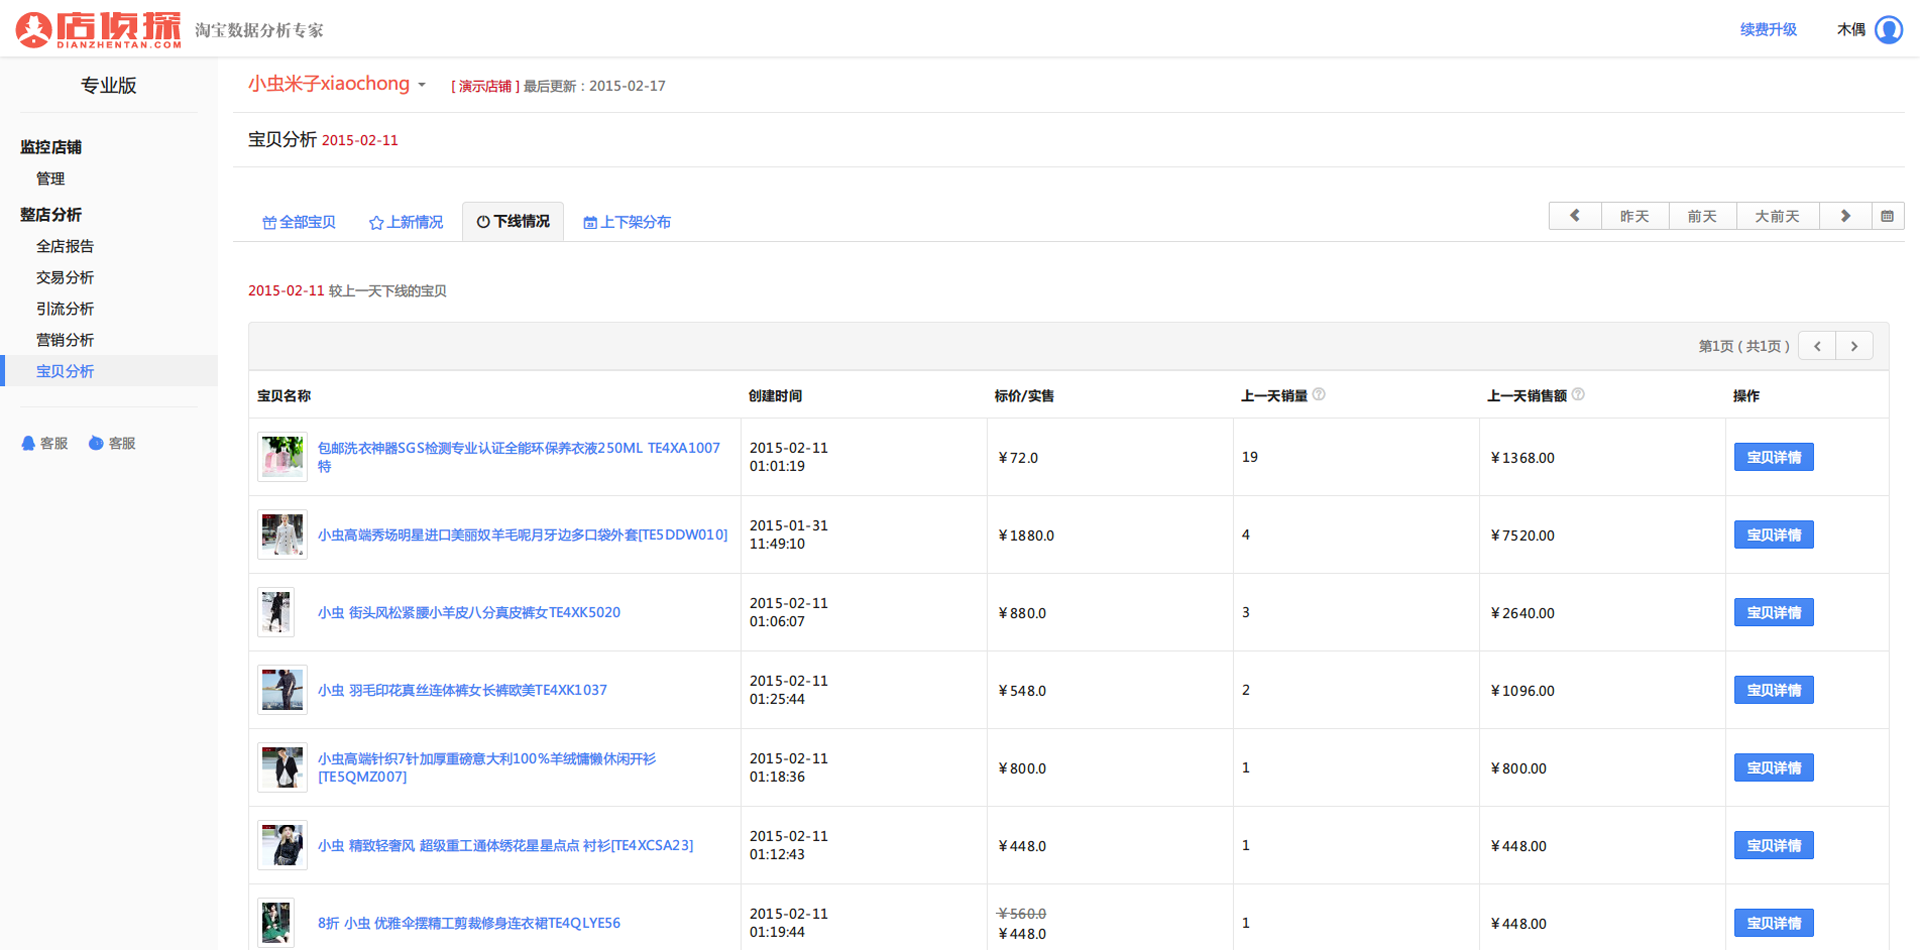 店侦探
DIANZHENTAN.COM
淘宝数据分析专家
续费升级
木偶
专业版
监控店铺
管理
整店分析
全店报告
交易分析
引流分析
营销分析
宝贝分析
客服 客服
小虫米子xiaochong
[ 演示店铺 ] 最后更新：2015-02-17
宝贝分析 2015-02-11
全部宝贝 上新情况 下线情况 上下架分布
昨天 前天 大前天
2015-02-11 较上一天下线的宝贝
第1页 ( 共1页 )
宝贝名称 创建时间 标价/实售 上一天销量 上一天销售额 操作
包邮洗衣神器SGS检测专业认证全能环保养衣液250ML TE4XA1007
特
2015-02-11
01:01:19
¥72.0
19
¥1368.00
宝贝详情
小虫高端秀场明星进口美丽奴羊毛呢月牙边多口袋外套[TE5DDW010]
2015-01-31
11:49:10
¥1880.0
4
¥7520.00
宝贝详情
小虫 街头风松紧腰小羊皮八分真皮裤女TE4XK5020
2015-02-11
01:06:07
¥880.0
3
¥2640.00
宝贝详情
小虫 羽毛印花真丝连体裤女长裤欧美TE4XK1037
2015-02-11
01:25:44
¥548.0
2
¥1096.00
宝贝详情
小虫高端针织7针加厚重磅意大利100%羊绒慵懒休闲开衫
[TE5QMZ007]
2015-02-11
01:18:36
¥800.0
1
¥800.00
宝贝详情
小虫 精致轻奢风 超级重工通体绣花星星点点 衬衫[TE4XCSA23]
2015-02-11
01:12:43
¥448.0
1
¥448.00
宝贝详情
8折 小虫 优雅伞摆精工剪裁修身连衣裙TE4QLYE56
2015-02-11
01:19:44
¥560.0
¥448.0
1
¥448.00
宝贝详情